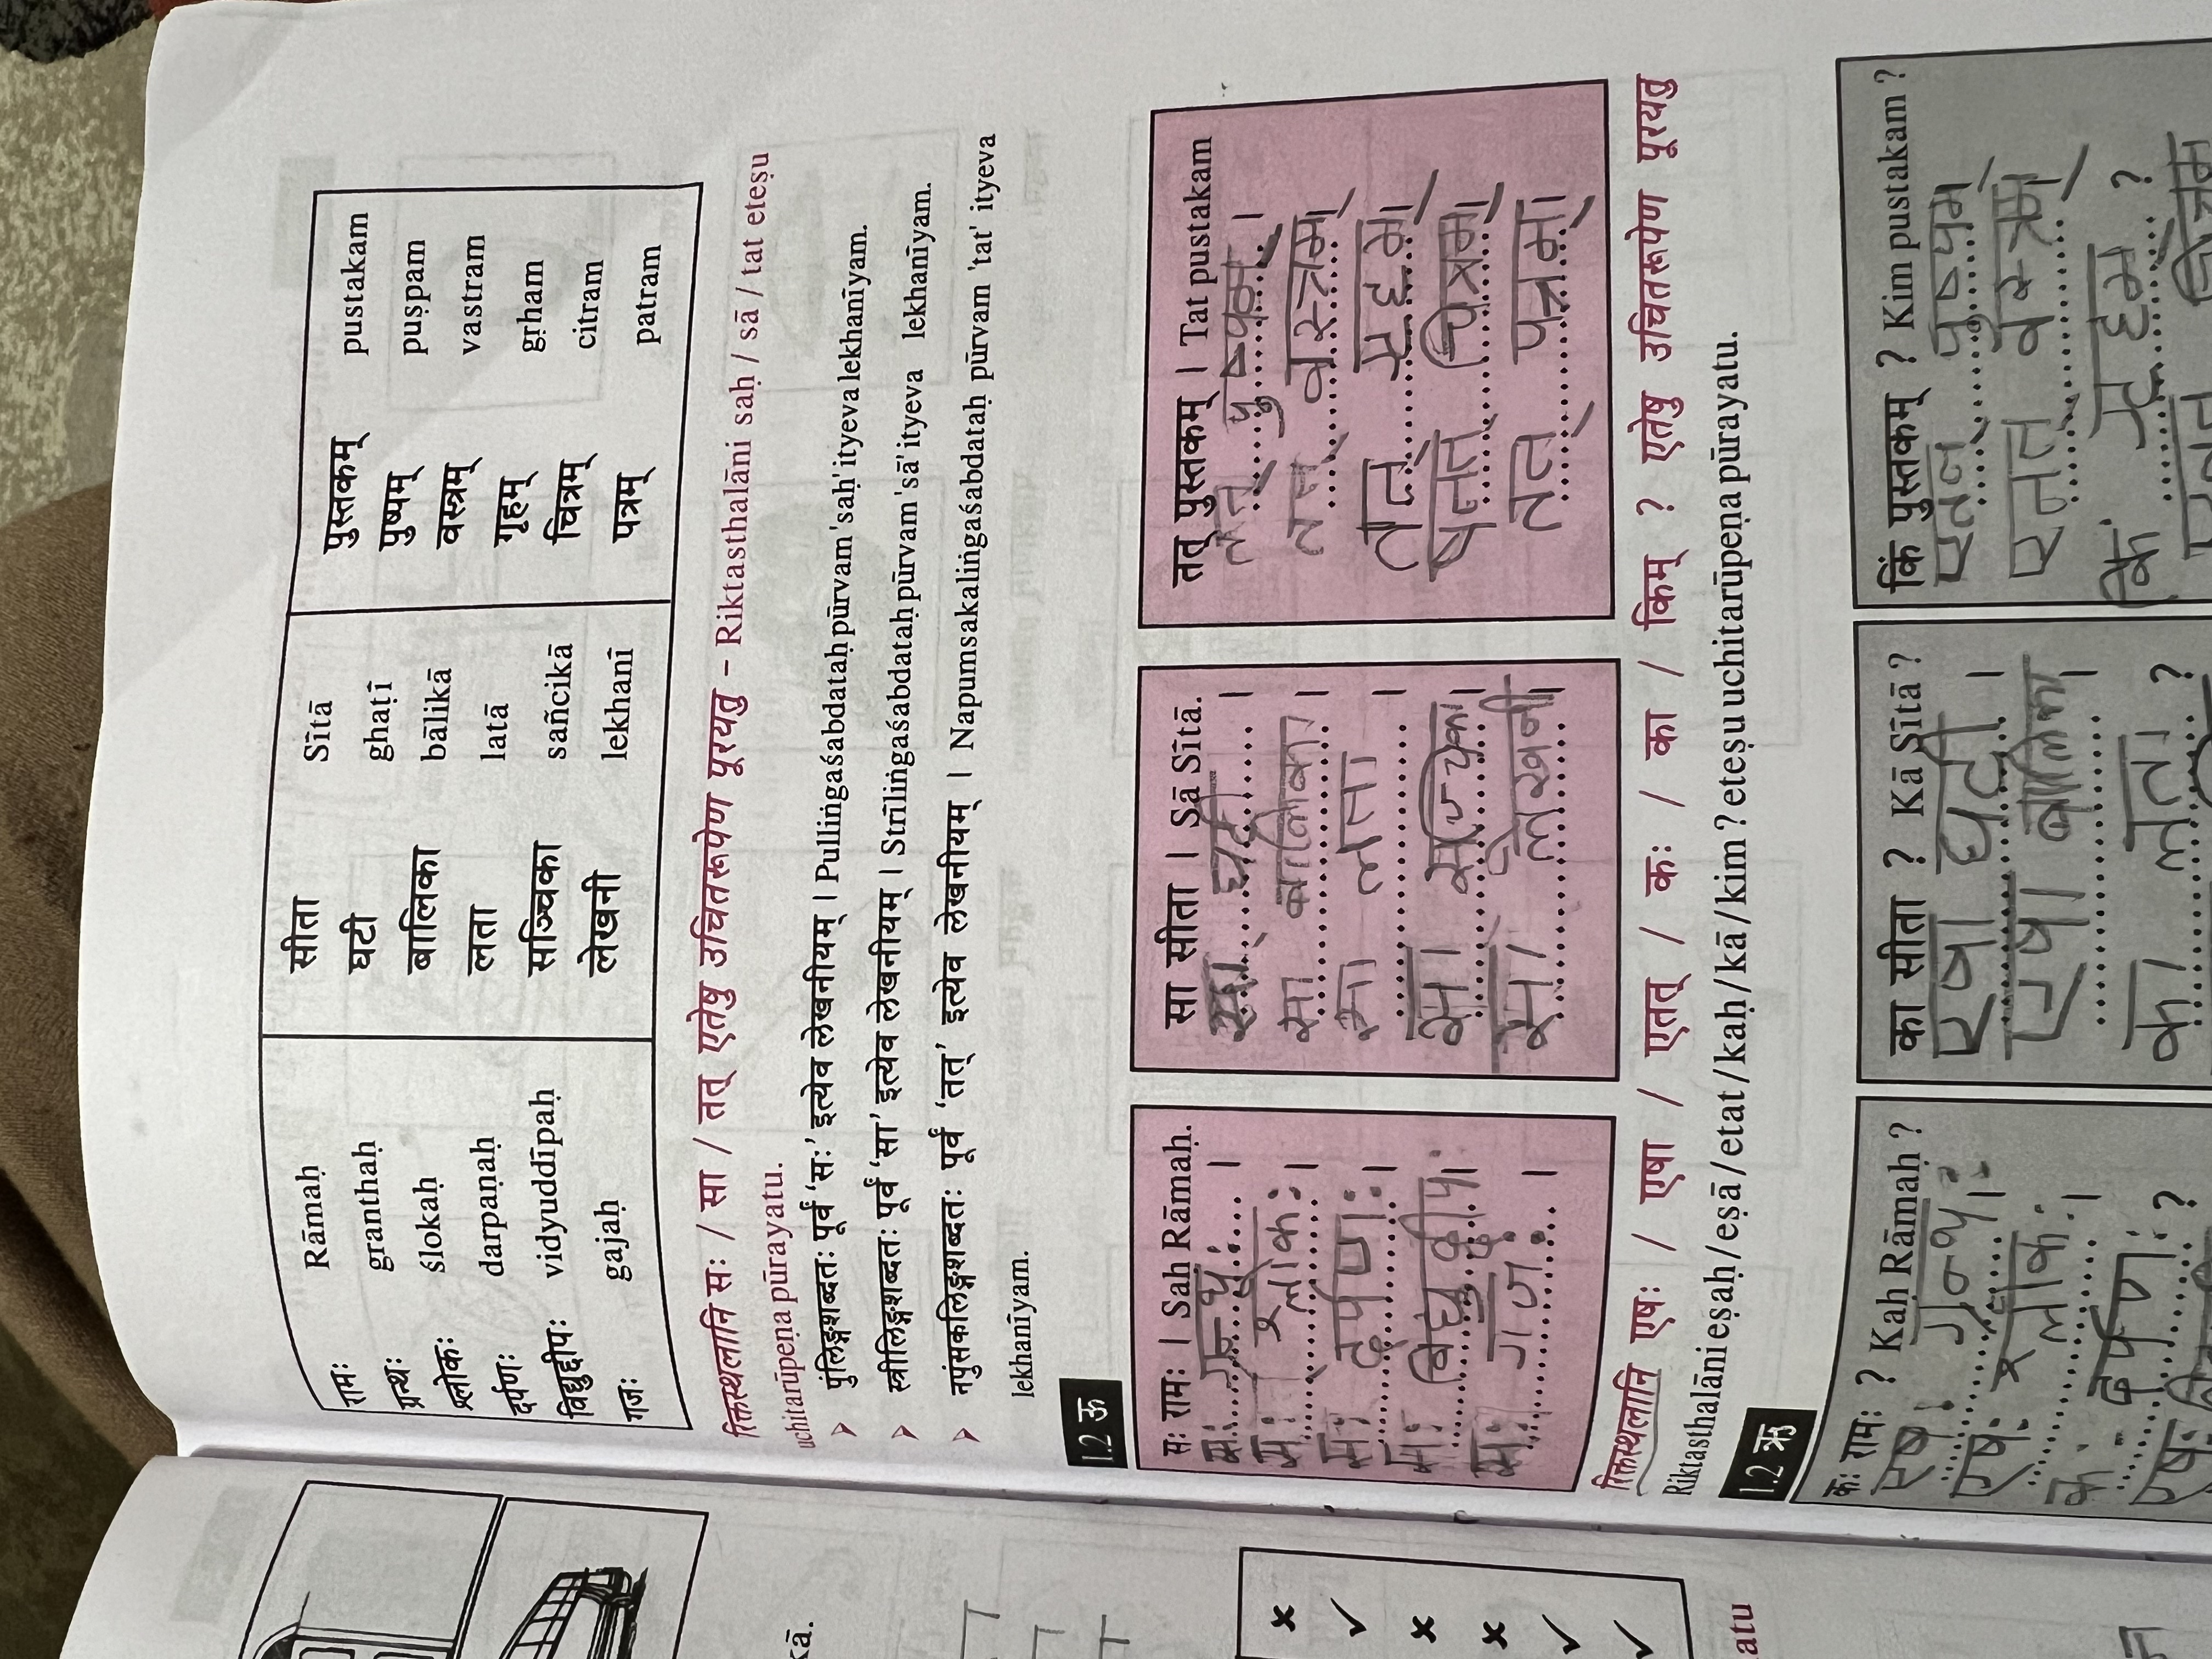 रामः Rāmaḥ
ग्रन्थः granthaḥ
श्लोकः ślokaḥ
दर्पणः darpaṇaḥ
विद्युद्दीपः vidyuddīpaḥ
गजः gajaḥ
सीता Sītā
घटी ghaṭī
बालिका bālikā
लता latā
सञ्चिका sañcikā
लेखनी lekhanī
पुस्तकम् pustakam
पुष्पम् puṣpam
वस्त्रम् vastram
गृहम् gṛham
चित्रम् citram
पत्रम् patram
रिक्तस्थलानि सः / सा / तत् एतेषु उचितरूपेण पूरयतु – Riktasthalāni saḥ / sā / tat eteṣu
uchitarūpeṇa pūrayatu.
पुंलिङ्गशब्दतः पूर्वं ‘सः’ इत्येव लेखनीयम् | Pulliṅgaśabdataḥ pūrvam 'saḥ' ityeva lekhanīyam.
स्त्रीलिङ्गशब्दतः पूर्वं ‘सा’ इत्येव लेखनीयम् | Strīliṅgaśabdataḥ pūrvam 'sā' ityeva lekhanīyam.
नपुंसकलिङ्गशब्दतः पूर्वं ‘तत्’ इत्येव लेखनीयम् | Napumsakaliṅgaśabdataḥ pūrvam 'tat' ityeva
lekhanīyam.
1.2 ऊ
सः रामः | Saḥ Rāmaḥ.
सः ग्रन्थः |
सः श्लोकः |
सः दर्पणः |
सः विद्युद्दीपः |
सः गजः |
सा सीता | Sā Sītā.
सा घटी |
सा बालिका |
सा लता |
सा सञ्चिका |
सा लेखनी |
तत् पुस्तकम् | Tat pustakam
तत् पुष्पम् |
तत् वस्त्रम् |
तत् गृहम् |
चित्रम् |
तत् पत्रम् |
रिक्तस्थलानि एषः / एषा / एतत् / कः / का / किम् ? एतेषु उचितरूपेण पूरयतु
Riktasthalāni eṣaḥ / eṣā / etat / kaḥ / kā / kim ? eteṣu uchitarūpeṇa pūrayatu.
1.2 ऋ
कः रामः ? Kaḥ Rāmaḥ ?
एषः ग्रन्थः |
एषः श्लोकः |
कः दर्पणः ?
एषः
का सीता ? Kā Sītā ?
एषा घटी |
एषा बालिका |
का लता ?
किं पुस्तकम् ? Kim pustakam ?
एतत् पुष्पम्
एतत् वस्त्रम्
किं गृहम् ?
एतत् चित्रम्
kā.
atu